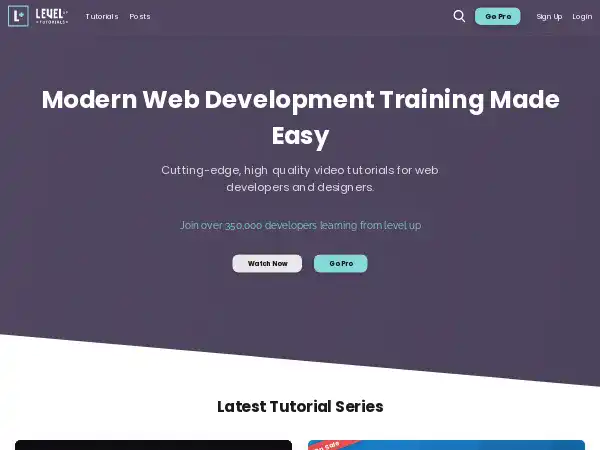 LEVEL UP
TUTORIALS
Tutorials
Posts
Go Pro
Sign Up
Login
Modern Web Development Training Made
Easy
Cutting-edge, high quality video tutorials for web
developers and designers.
Join over 350,000 developers learning from level up
Watch Now
Go Pro
Latest Tutorial Series
On Sale